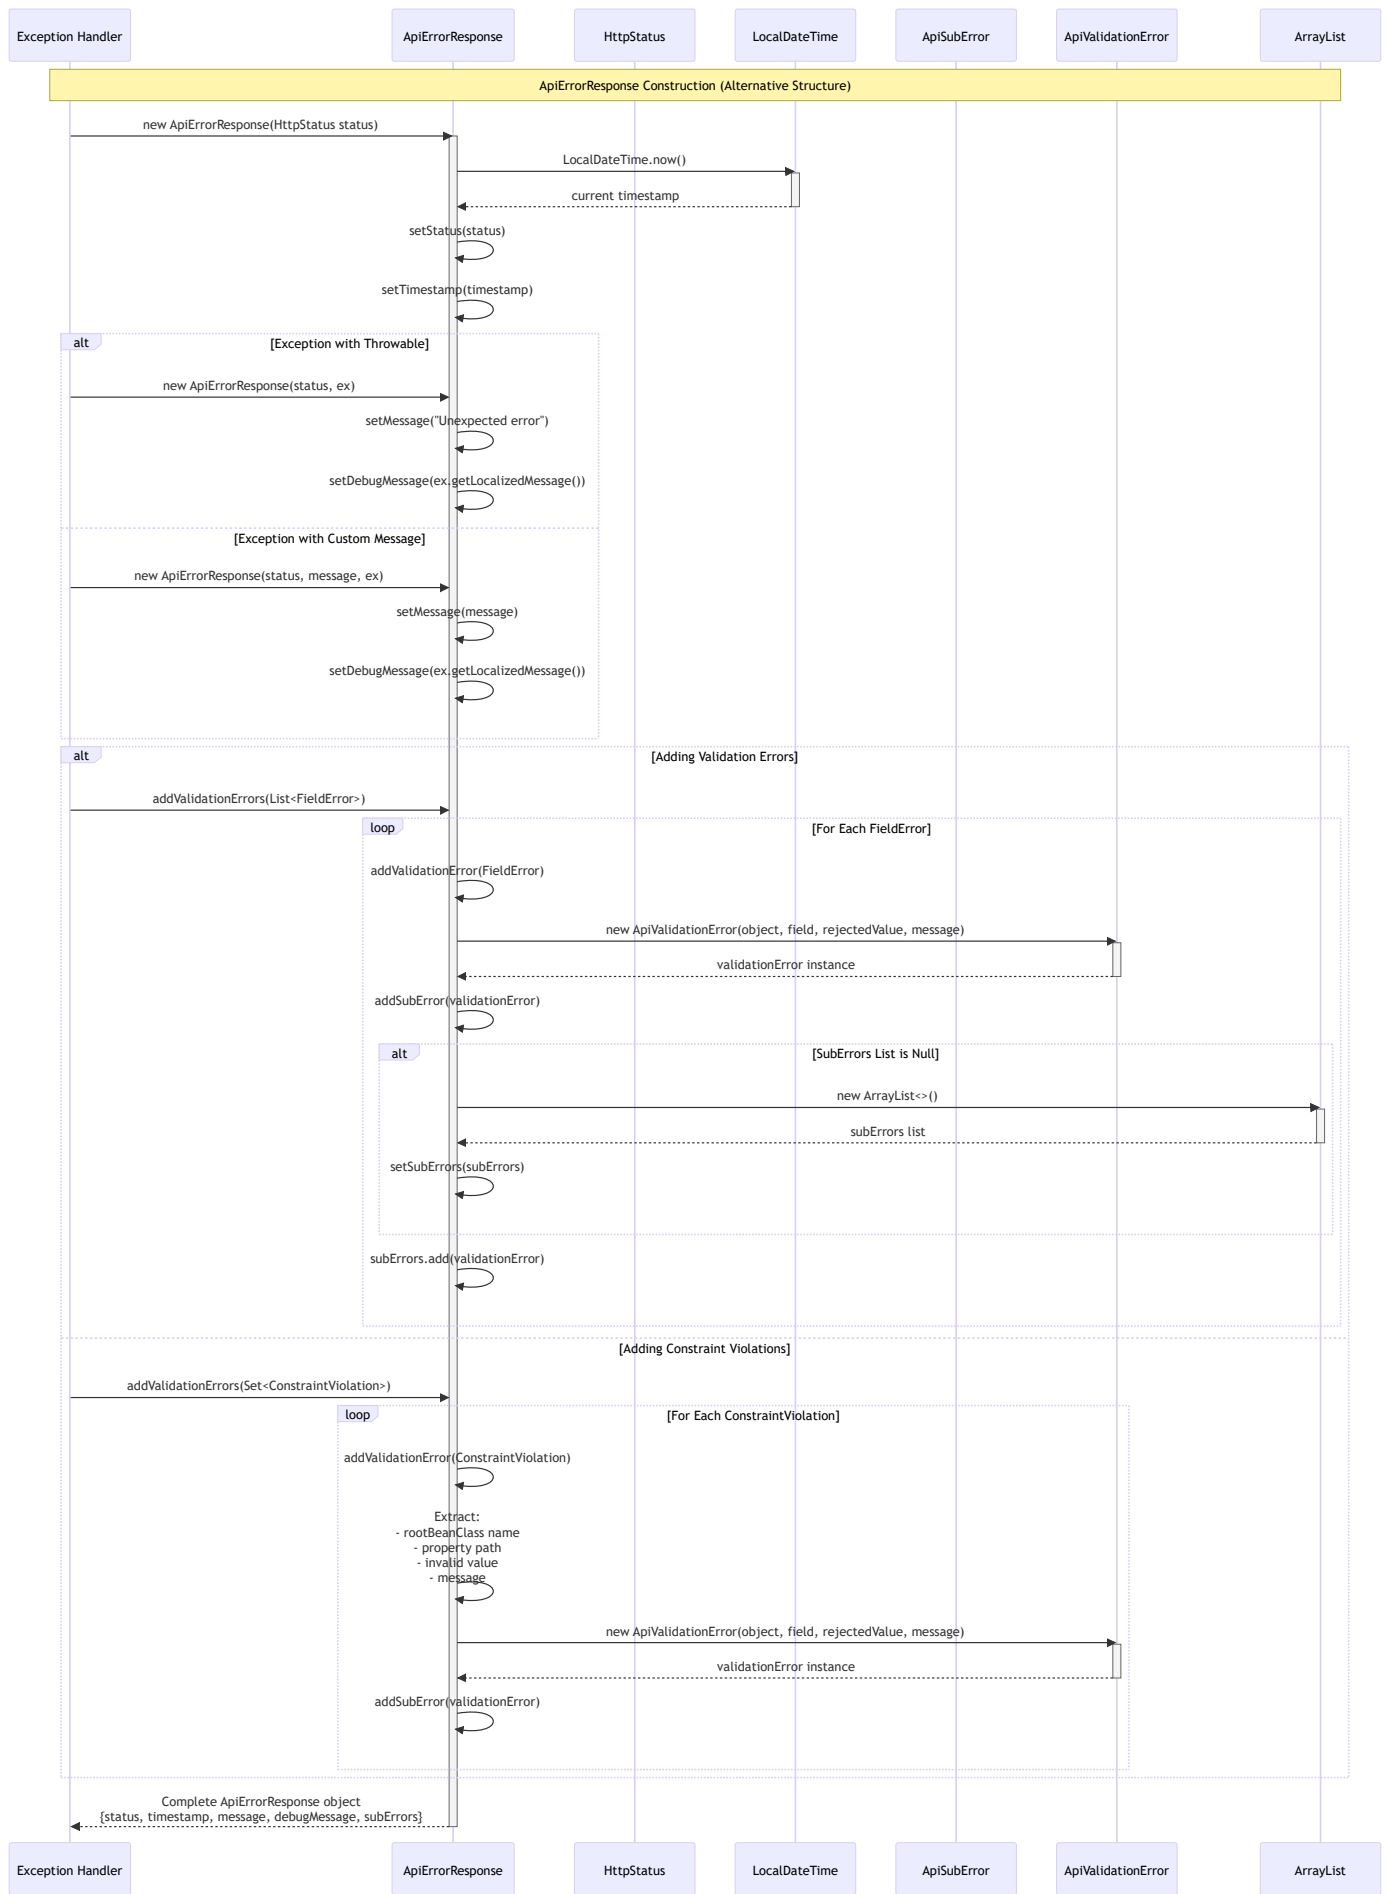 Exception Handler
ApiErrorResponse
HttpStatus
LocalDateTime
ApiSubError
ApiValidationError
ArrayList
ApiErrorResponse Construction (Alternative Structure)
new ApiErrorResponse(HttpStatus status)
LocalDateTime.now()
current timestamp
setStatus(status)
setTimestamp(timestamp)
alt
[Exception with Throwable]
new ApiErrorResponse(status, ex)
setMessage("Unexpected error")
setDebugMessage(ex.getLocalizedMessage())
[Exception with Custom Message]
new ApiErrorResponse(status, message, ex)
setMessage(message)
setDebugMessage(ex.getLocalizedMessage())
alt
[Adding Validation Errors]
addValidationErrors(List<FieldError>)
loop
[For Each FieldError]
addValidationError(FieldError)
new ApiValidationError(object, field, rejectedValue, message)
validationError instance
addSubError(validationError)
alt
[SubErrors List is Null]
new ArrayList<>()
subErrors list
setSubErrors(subErrors)
subErrors.add(validationError)
[Adding Constraint Violations]
addValidationErrors(Set<ConstraintViolation>)
loop
[For Each ConstraintViolation]
addValidationError(ConstraintViolation)
Extract:
- rootBeanClass name
- property path
- invalid value
- message
new ApiValidationError(object, field, rejectedValue, message)
validationError instance
addSubError(validationError)
Complete ApiErrorResponse object
{status, timestamp, message, debugMessage, subErrors}
Exception Handler
ApiErrorResponse
HttpStatus
LocalDateTime
ApiSubError
ApiValidationError
ArrayList